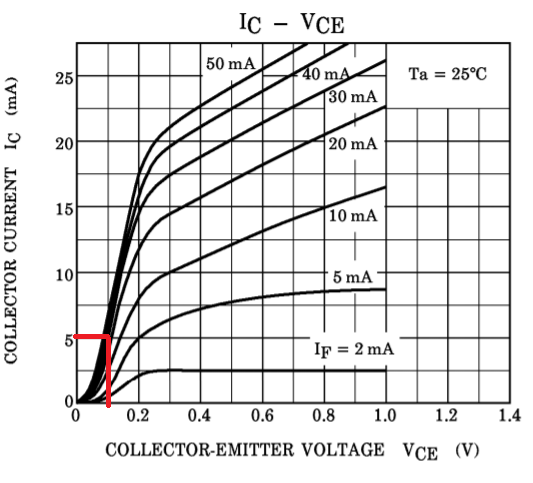 IC − VCE
50 mA
40 mA
Ta = 25°C
30 mA
20 mA
10 mA
5 mA
IF = 2 mA
COLLECTOR CURRENT IC (mA)
25
20
15
10
5
0
0 0.2 0.4 0.6 0.8 1.0 1.2 1.4
COLLECTOR-EMITTER VOLTAGE VCE (V)